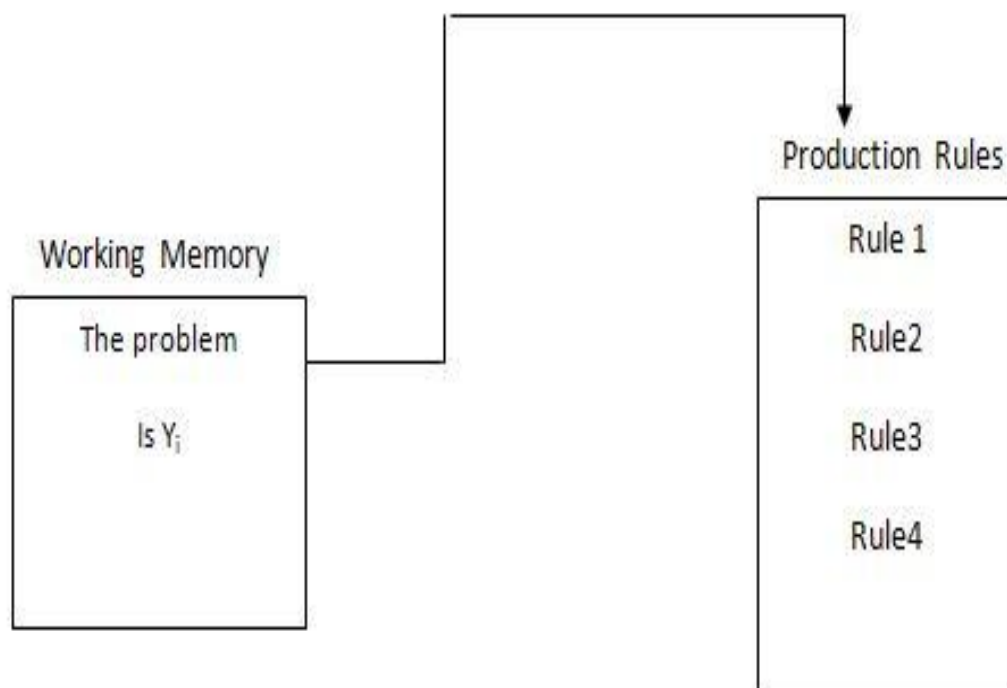 Working Memory
The problem
Is Yᵢ
Production Rules
Rule 1
Rule2
Rule3
Rule4